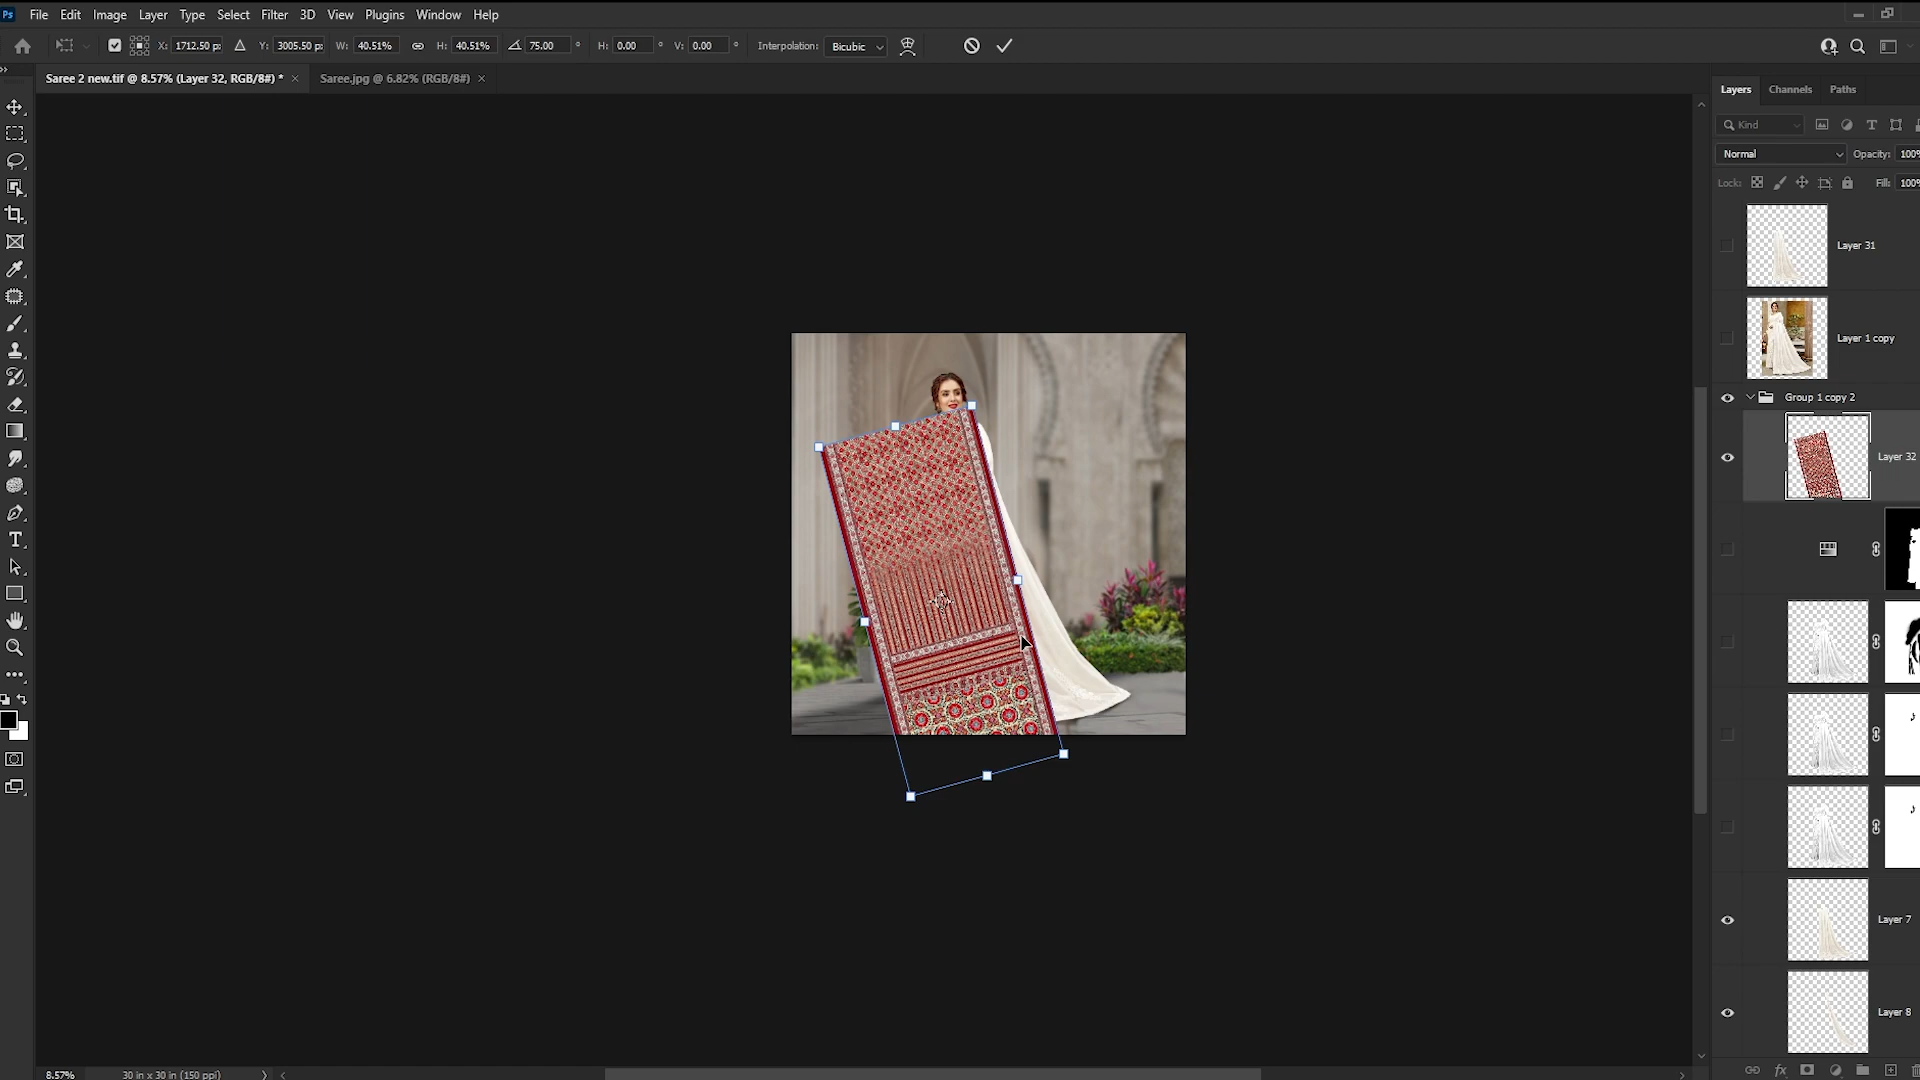 Ps File Edit Image Layer Type Select Filter 3D View Plugins Window Help
X: 1712.50 p: Y: 3005.50 p: W: 40.51% H: 40.51% 75.00 ° H: 0.00 ° V: 0.00 ° Interpolation: Bicubic
Saree 2 new.tif @ 8.57% (Layer 32, RGB/8#) * × Saree.jpg @ 6.82% (RGB/8#) ×
Layers Channels Paths
Kind
Normal Opacity: 100%
Lock: Fill: 100%
Layer 31
Layer 1 copy
Group 1 copy 2
Layer 32
Layer 7
Layer 8
8.57% 30 in x 30 in (150 ppi)